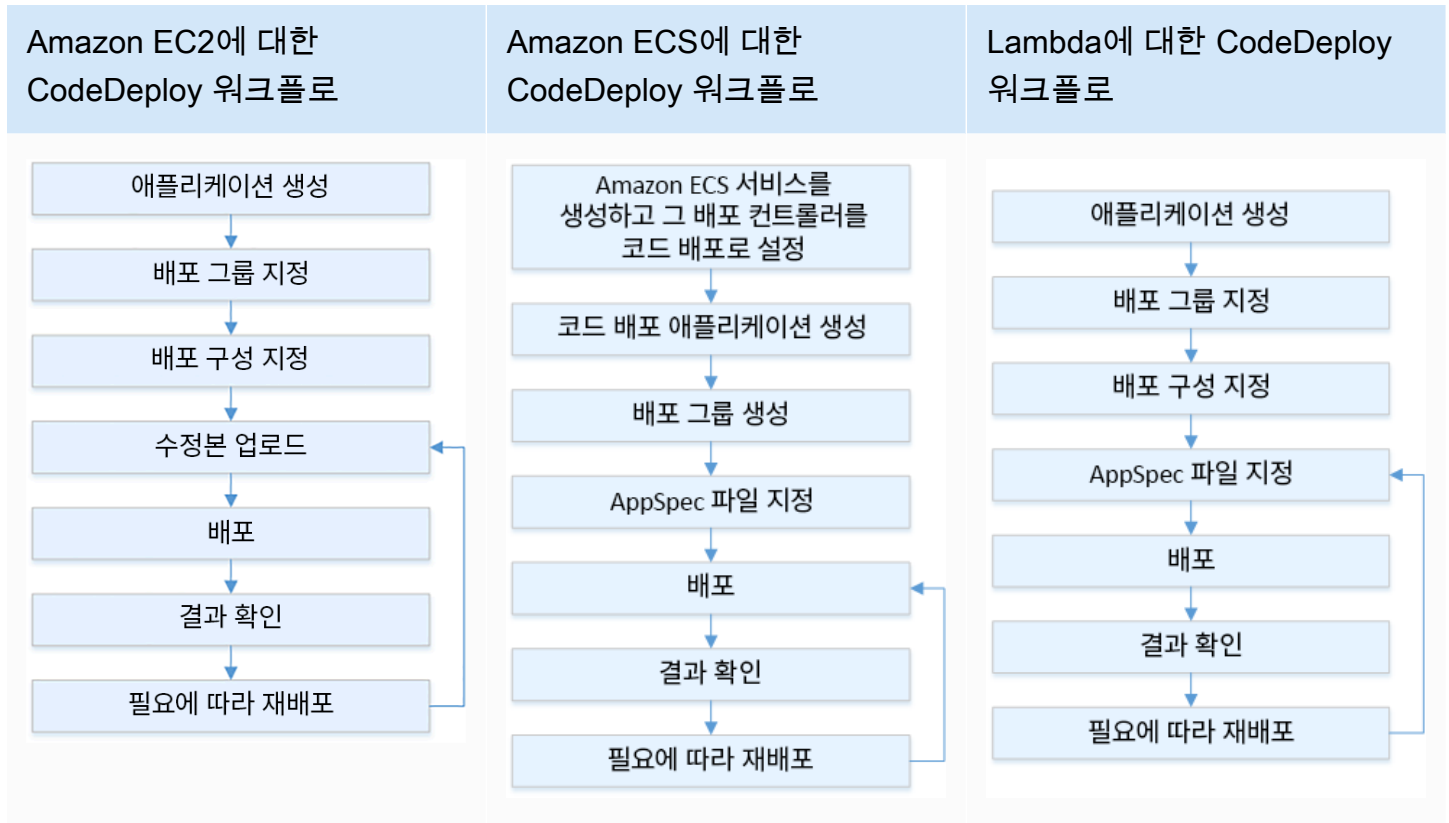 Amazon EC2에 대한
CodeDeploy 워크플로
애플리케이션 생성
배포 그룹 지정
배포 구성 지정
수정본 업로드
배포
결과 확인
필요에 따라 재배포
Amazon ECS에 대한
CodeDeploy 워크플로
Amazon ECS 서비스를
생성하고 그 배포 컨트롤러를
코드 배포로 설정
코드 배포 애플리케이션 생성
배포 그룹 생성
AppSpec 파일 지정
배포
결과 확인
필요에 따라 재배포
Lambda에 대한 CodeDeploy
워크플로
애플리케이션 생성
배포 그룹 지정
배포 구성 지정
AppSpec 파일 지정
배포
결과 확인
필요에 따라 재배포